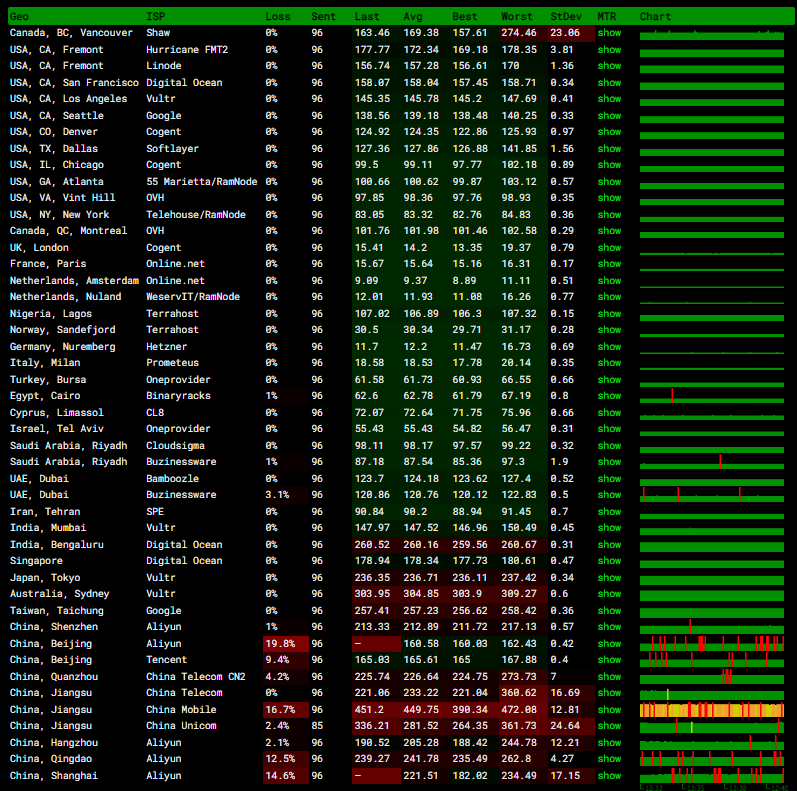 Geo ISP Loss Sent Last Avg Best Worst StDev MTR Chart
Canada, BC, Vancouver Shaw 0% 96 163.46 169.38 157.61 274.46 23.06 show
USA, CA, Fremont Hurricane FMT2 0% 96 177.77 172.34 169.18 178.35 3.81 show
USA, CA, Fremont Linode 0% 96 156.74 157.28 156.61 170 1.36 show
USA, CA, San Francisco Digital Ocean 0% 96 158.07 158.04 157.45 158.71 0.34 show
USA, CA, Los Angeles Vultr 0% 96 145.35 145.78 145.2 147.69 0.41 show
USA, CA, Seattle Google 0% 96 138.56 139.18 138.48 140.25 0.33 show
USA, CO, Denver Cogent 0% 96 124.92 124.35 122.86 125.93 0.97 show
USA, TX, Dallas Softlayer 0% 96 127.36 127.86 126.88 141.85 1.56 show
USA, IL, Chicago Cogent 0% 96 99.5 99.11 97.77 102.18 0.89 show
USA, GA, Atlanta 55 Marietta/RamNode 0% 96 100.66 100.62 99.87 103.12 0.57 show
USA, VA, Vint Hill OVH 0% 96 97.85 98.36 97.76 98.93 0.35 show
USA, NY, New York Telehouse/RamNode 0% 96 83.05 83.32 82.76 84.83 0.36 show
Canada, QC, Montreal OVH 0% 96 101.76 101.98 101.46 102.58 0.29 show
UK, London Cogent 0% 96 15.41 14.2 13.35 19.37 0.79 show
France, Paris Online.net 0% 96 15.67 15.64 15.16 16.31 0.17 show
Netherlands, Amsterdam Online.net 0% 96 9.09 9.37 8.89 11.11 0.51 show
Netherlands, Nuland WeservIT/RamNode 0% 96 12.01 11.93 11.08 16.26 0.77 show
Nigeria, Lagos Terrahost 0% 96 107.02 106.89 106.3 107.32 0.15 show
Norway, Sandefjord Terrahost 0% 96 30.5 30.34 29.71 31.17 0.28 show
Germany, Nuremberg Hetzner 0% 96 11.7 12.2 11.47 16.73 0.69 show
Italy, Milan Prometeus 0% 96 18.58 18.53 17.78 20.14 0.35 show
Turkey, Bursa Oneprovider 0% 96 61.58 61.73 60.93 66.55 0.66 show
Egypt, Cairo Binaryracks 1% 96 62.6 62.78 61.79 67.19 0.8 show
Cyprus, Limassol CL8 0% 96 72.07 72.64 71.75 75.96 0.66 show
Israel, Tel Aviv Oneprovider 0% 96 55.43 55.43 54.82 56.47 0.31 show
Saudi Arabia, Riyadh Cloudsigma 0% 96 98.11 98.17 97.57 99.22 0.32 show
Saudi Arabia, Riyadh Buzinessware 1% 96 87.18 87.54 85.36 97.3 1.9 show
UAE, Dubai Bamboozle 0% 96 123.7 124.18 123.62 127.4 0.52 show
UAE, Dubai Buzinessware 3.1% 96 120.86 120.76 120.12 122.83 0.5 show
Iran, Tehran SPE 0% 96 90.84 90.2 88.94 91.45 0.7 show
India, Mumbai Vultr 0% 96 147.97 147.52 146.96 150.49 0.45 show
India, Bengaluru Digital Ocean 0% 96 260.52 260.16 259.56 260.67 0.31 show
Singapore Digital Ocean 0% 96 178.94 178.34 177.73 180.61 0.47 show
Japan, Tokyo Vultr 0% 96 236.35 236.71 236.11 237.42 0.34 show
Australia, Sydney Vultr 0% 96 303.95 304.85 303.9 309.27 0.6 show
Taiwan, Taichung Google 0% 96 257.41 257.23 256.62 258.42 0.36 show
China, Shenzhen Aliyun 1% 96 213.33 212.89 211.72 217.13 0.57 show
China, Beijing Aliyun 19.8% 96 – 160.58 160.03 162.43 0.42 show
China, Beijing Tencent 9.4% 96 165.03 165.61 165 167.88 0.4 show
China, Quanzhou China Telecom CN2 4.2% 96 225.74 226.64 224.75 273.73 7 show
China, Jiangsu China Telecom 0% 96 221.06 233.22 221.04 360.62 16.69 show
China, Jiangsu China Mobile 16.7% 96 451.2 449.75 390.34 472.08 12.81 show
China, Jiangsu China Unicom 2.4% 85 336.21 281.52 264.35 361.73 24.64 show
China, Hangzhou Aliyun 2.1% 96 190.52 205.28 188.42 244.78 12.21 show
China, Qingdao Aliyun 12.5% 96 239.27 241.78 235.49 262.8 4.27 show
China, Shanghai Aliyun 14.6% 96 – 221.51 182.02 234.49 17.15 show
12:33 12:35 12:38 12:40